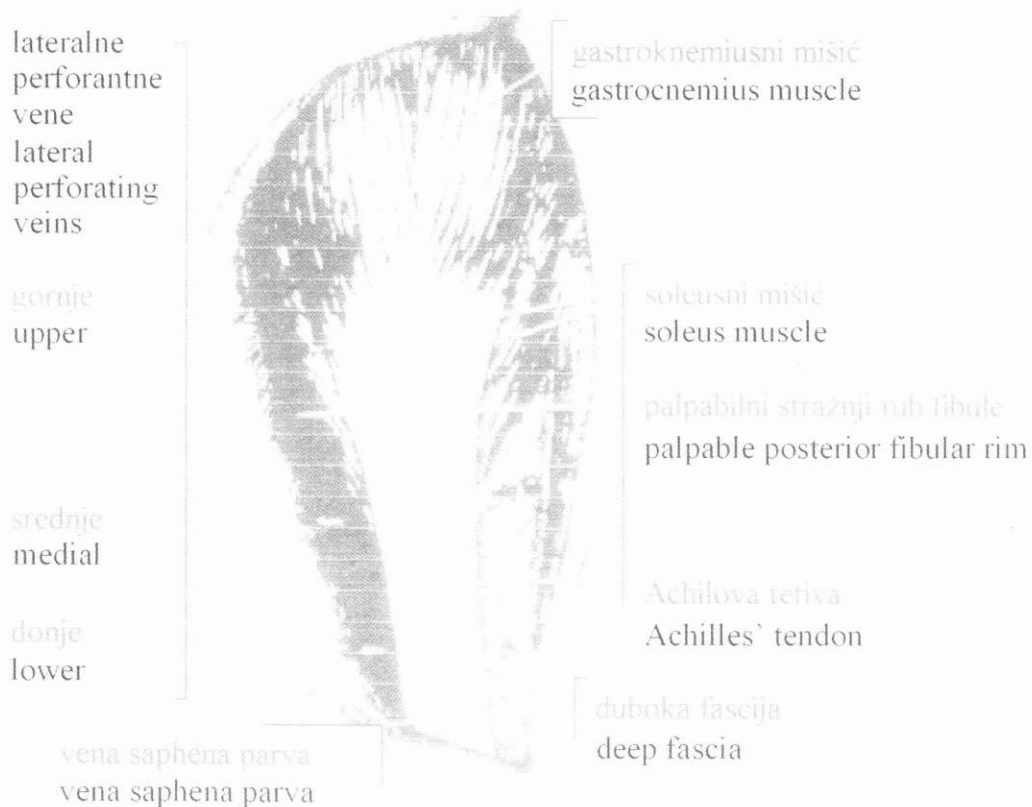 lateralne
perforantne
vene
lateral
perforating
veins
gornje
upper
srednje
medial
donje
lower
vena saphena parva
vena saphena parva
gastroknemiusni mišić
gastrocnemius muscle
soleusni mišić
soleus muscle
palpabilni stražnji rub fibule
palpable posterior fibular rim
Achilova tetiva
Achilles` tendon
duboka fascija
deep fascia